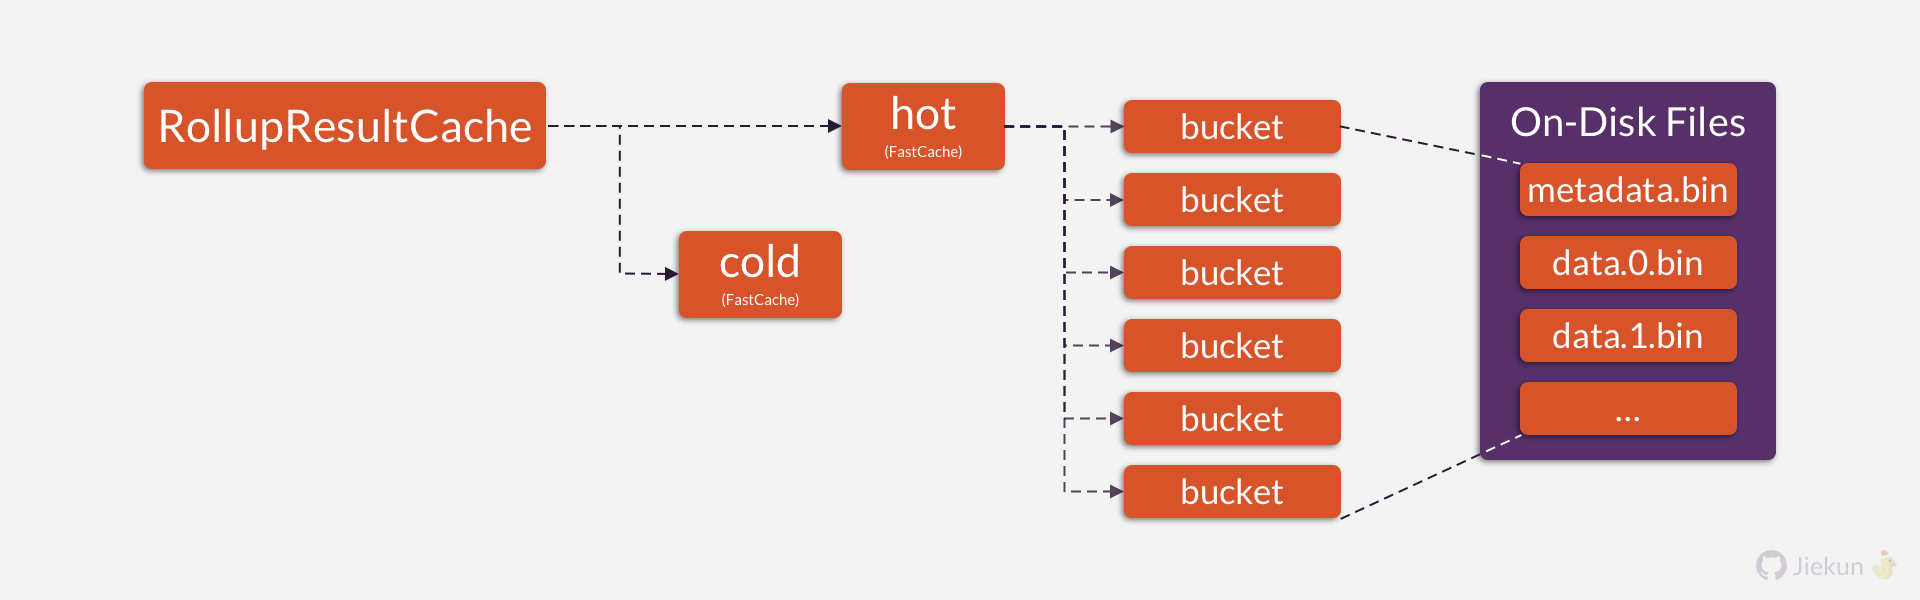 RollupResultCache
hot
(FastCache)
cold
(FastCache)
bucket
bucket
bucket
bucket
bucket
bucket
On-Disk Files
metadata.bin
data.0.bin
data.1.bin
...
Jiekun